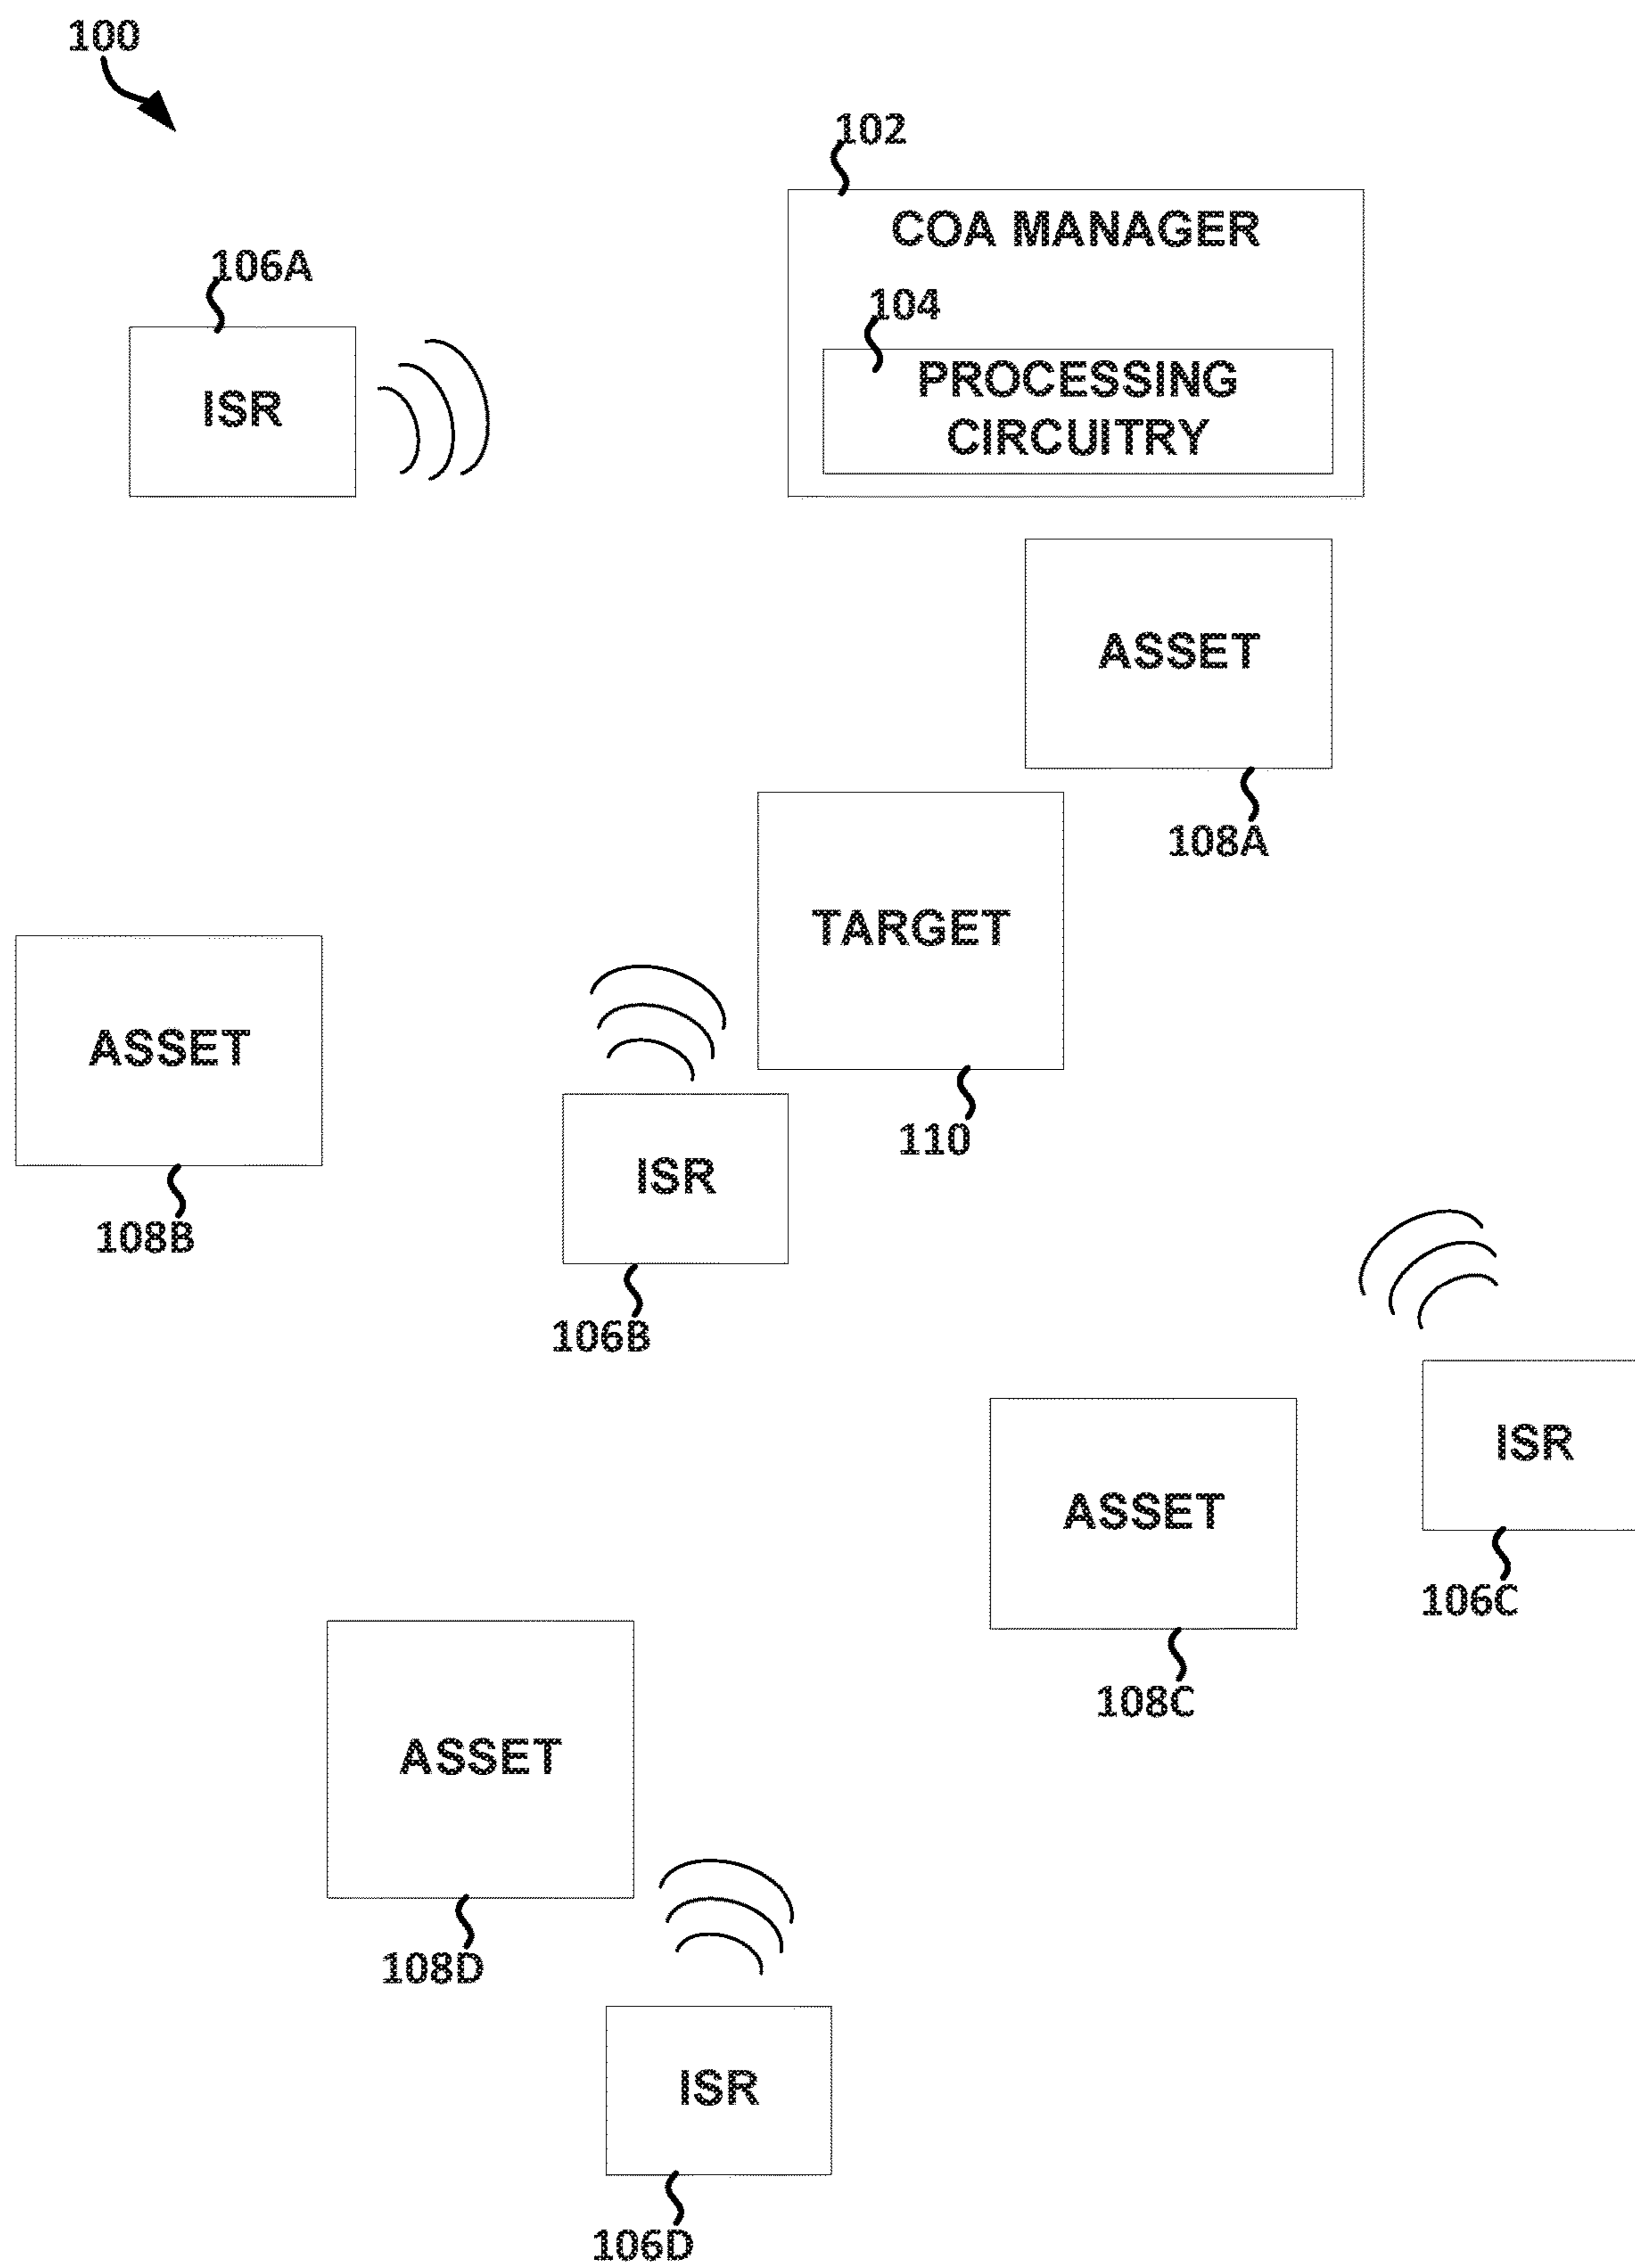 100
102
COA MANAGER
106A
104
ISR
PROCESSING
CIRCUITRY
ASSET
108A
TARGET
ASSET
110
ISR
108B
106B
ISR
ASSET
106C
108C
ASSET
108D
ISR
106D